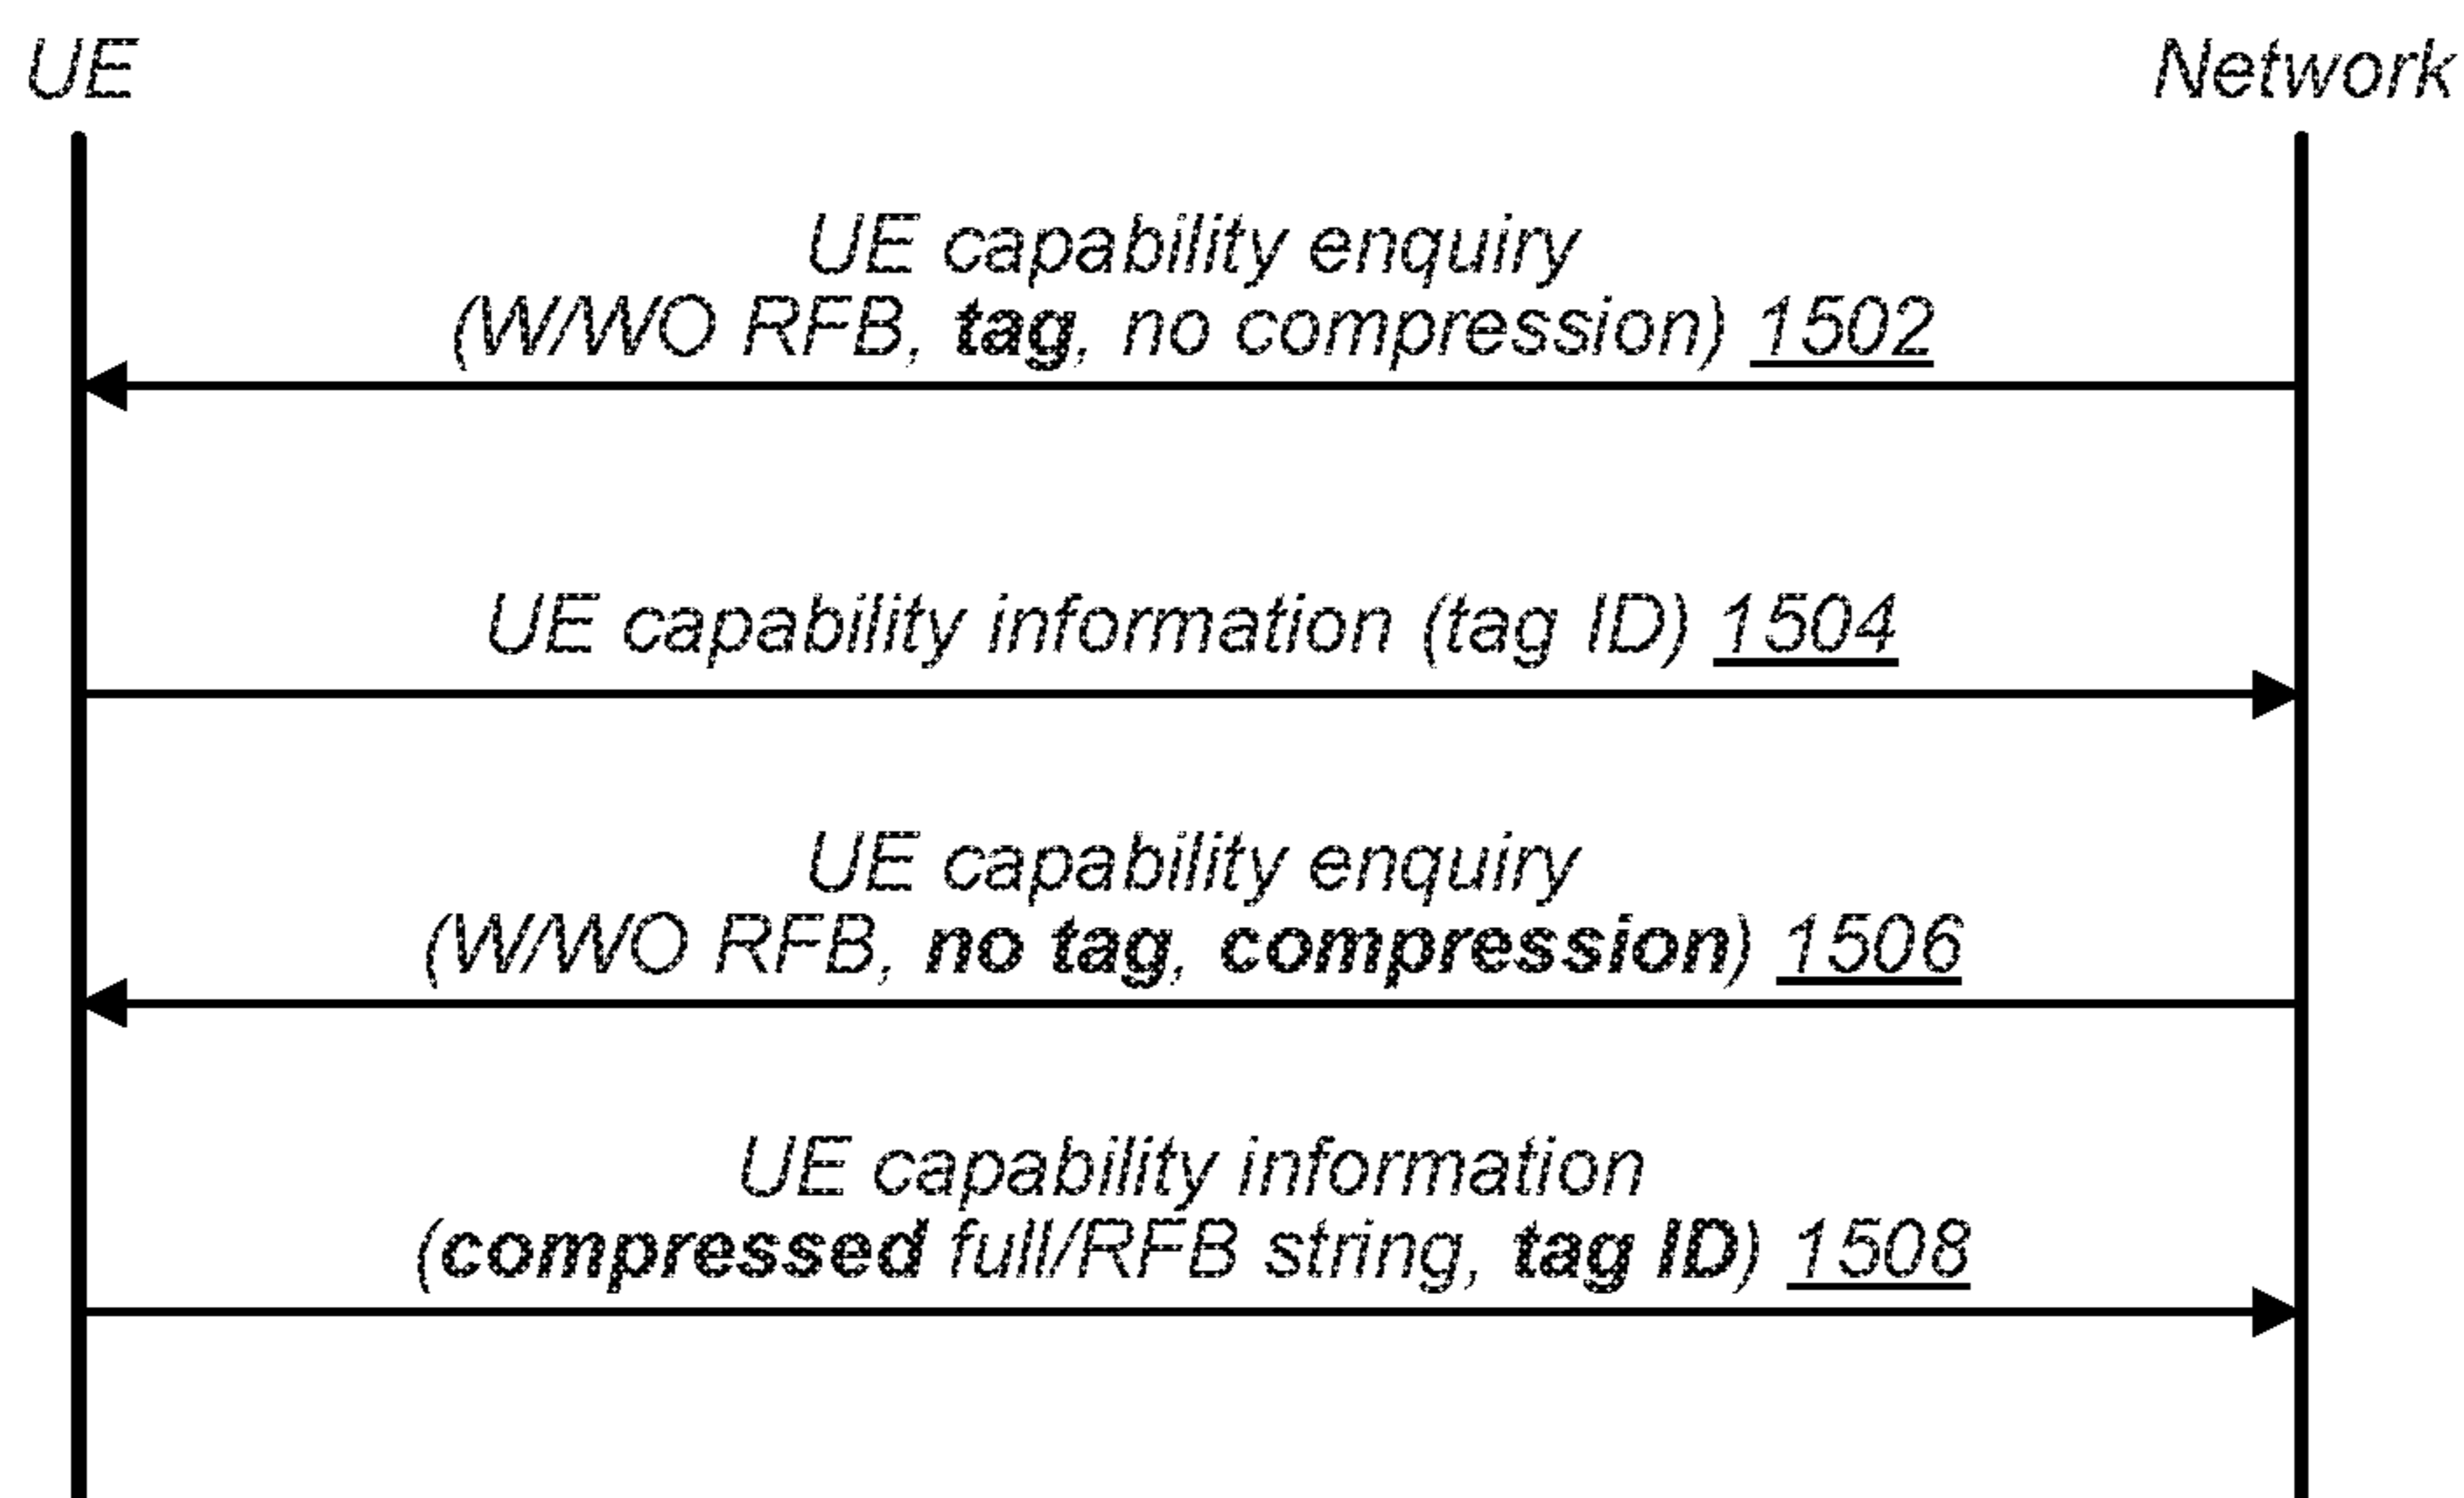 UE
Network
UE capability enquiry
(W/WO RFB, tag, no compression) 1502
UE capability information (tag ID) 1504
UE capability enquiry
(W/WO RFB, no tag, compression) 1506
UE capability information
(compressed full/RFB string, tag ID) 1508